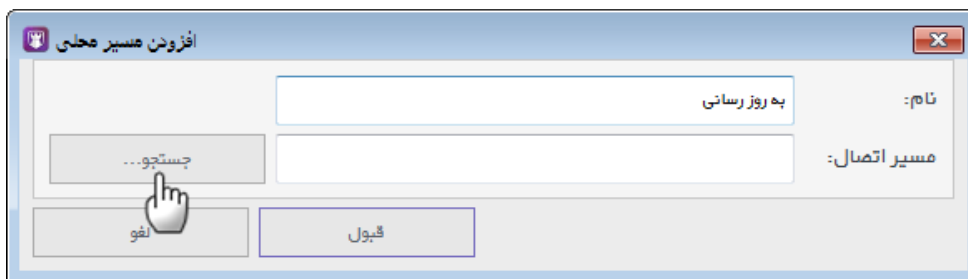 افزودن مسیر محلی
نام:
به روز رسانی
مسیر اتصال:
جستجو...
قبول
لغو